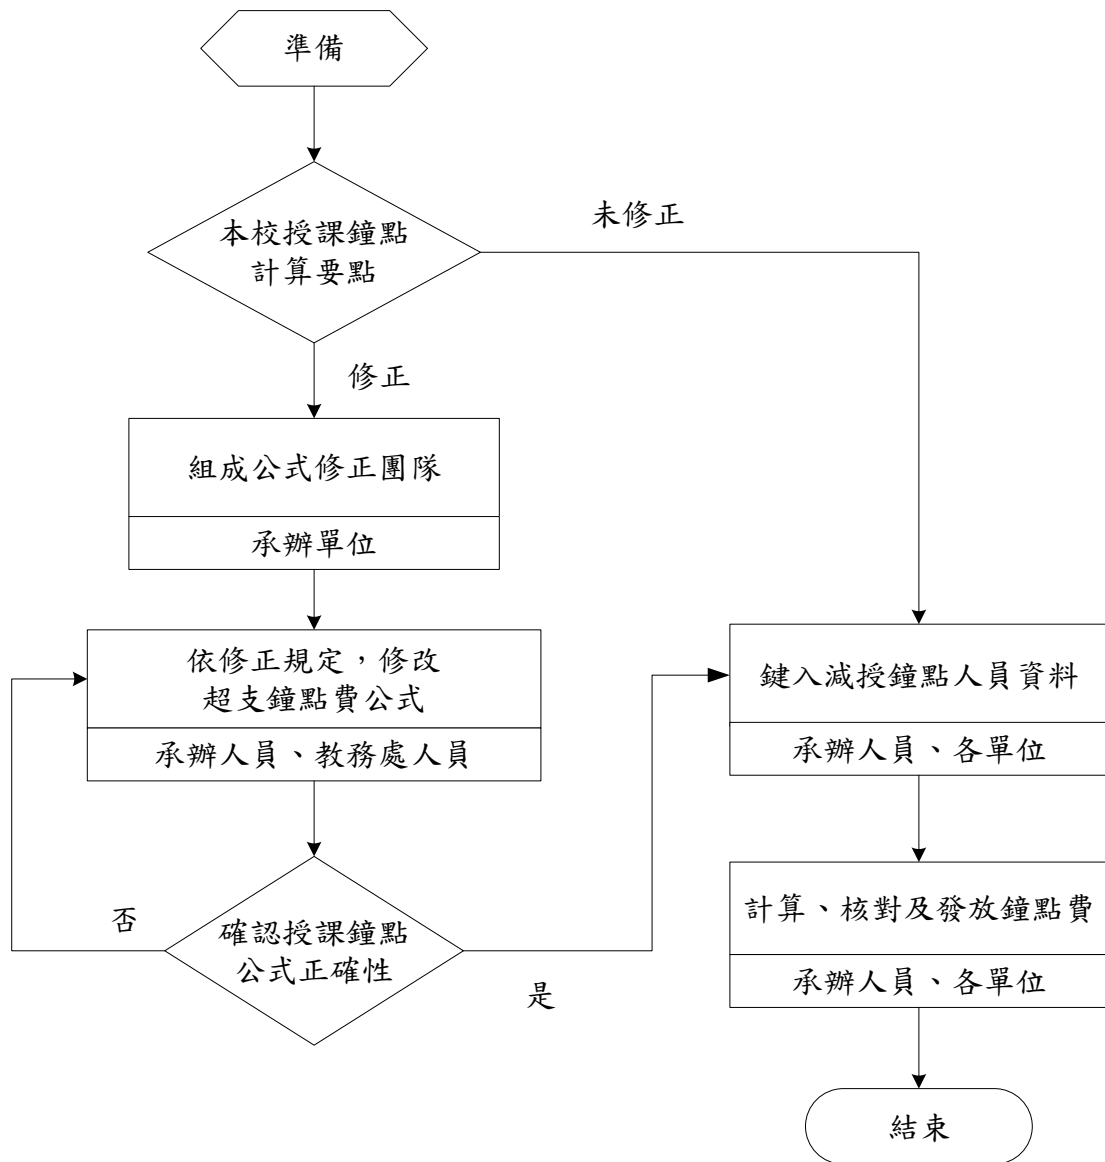 準備
本校授課鐘點
計算要點
未修正
修正
組成公式修正團隊
承辦單位
依修正規定，修改
超支鐘點費公式
承辦人員、教務處人員
否
確認授課鐘點
公式正確性
是
鍵入減授鐘點人員資料
承辦人員、各單位
計算、核對及發放鐘點費
承辦人員、各單位
結束